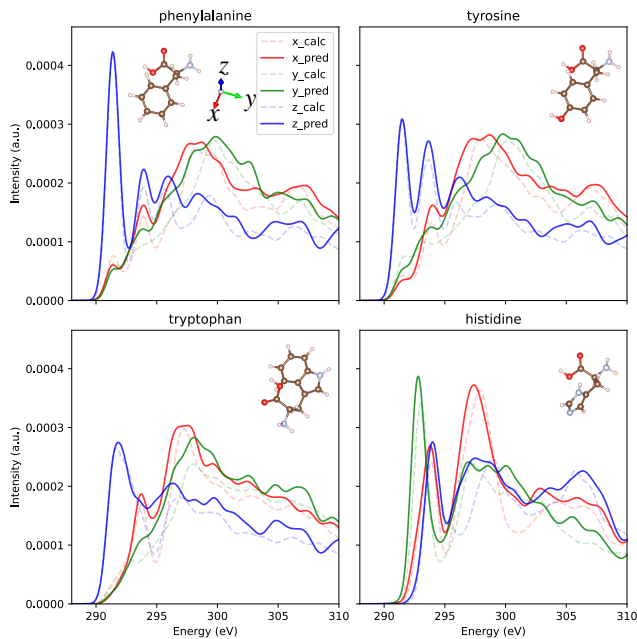 phenylalanine
tyrosine
0.0004
0.0003
0.0002
0.0001
0.0000
Intensity (a.u.)
z
y
x
x_calc
x_pred
y_calc
y_pred
z_calc
z_pred
tryptophan
histidine
0.0004
0.0003
0.0002
0.0001
0.0000
Intensity (a.u.)
290 295 300 305 310
290 295 300 305 310
Energy (eV)
Energy (eV)